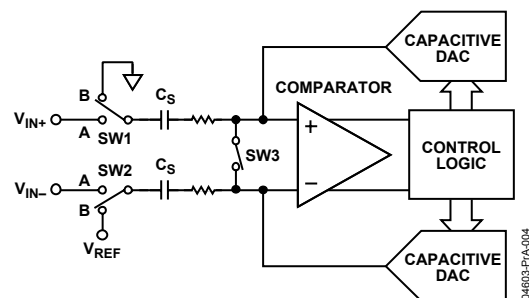 CAPACITIVE
DAC
COMPARATOR
B
CS
VIN+
A
SW1
+
SW3
CONTROL
LOGIC
SW2
CS
VIN–
A
B
–
VREF
CAPACITIVE
DAC
04603-PrA-004